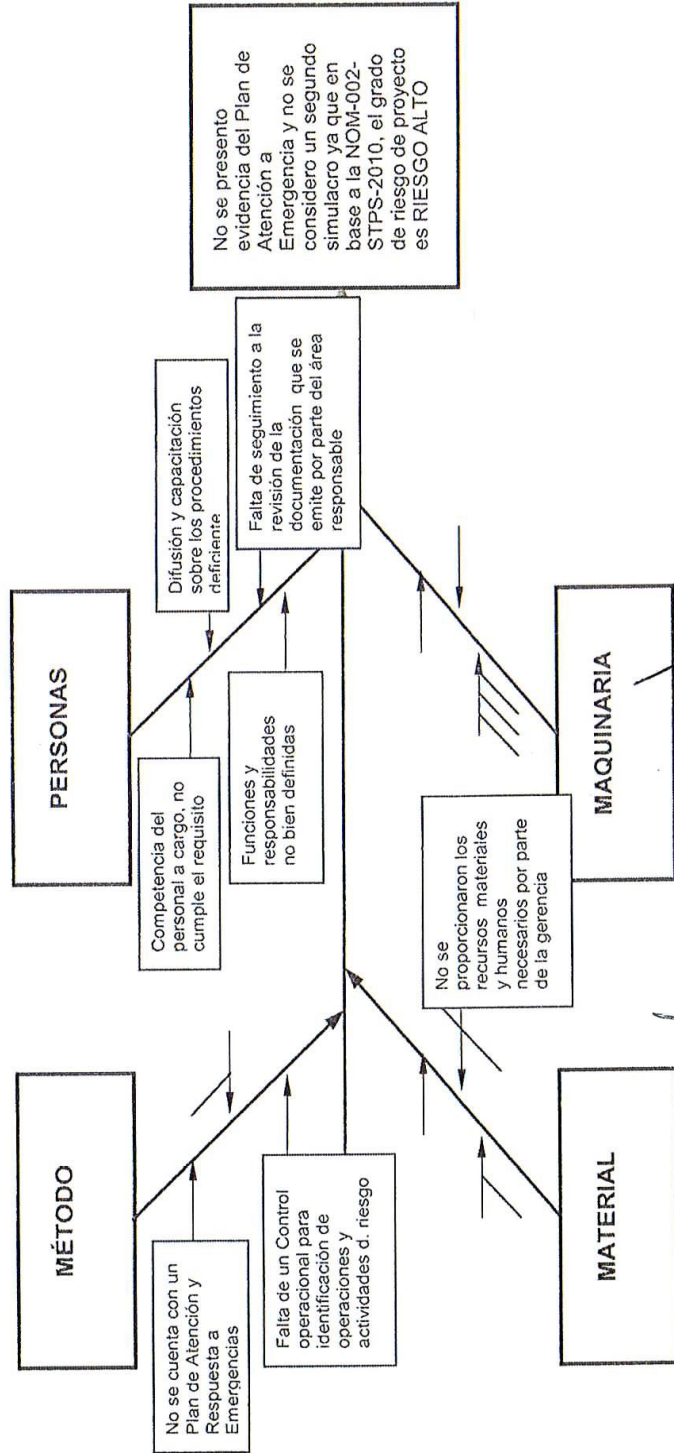 MÉTODO
PERSONAS
No se cuenta con un
Plan de Atención y
Respuesta a
Emergencias
Falta de un Control
operacional para
identificación de
operaciones y
actividades d. riesgo
Competencia del
personal a cargo, no
cumple el requisito
Difusión y capacitación
sobre los procedimientos
deficiente
Funciones y
responsabilidades
no bien definidas
Falta de seguimiento a la
revisión de la
documentación que se
emite por parte del área
responsable
No se presento
evidencia del Plan de
Atención a
Emergencia y no se
considero un segundo
simulacro ya que en
base a la NOM-002-
STPS-2010, el grado
de riesgo de proyecto
es RIESGO ALTO
No se
proporcionaron los
recursos materiales
y humanos
necesarios por parte
de la gerencia
MATERIAL
MAQUINARIA